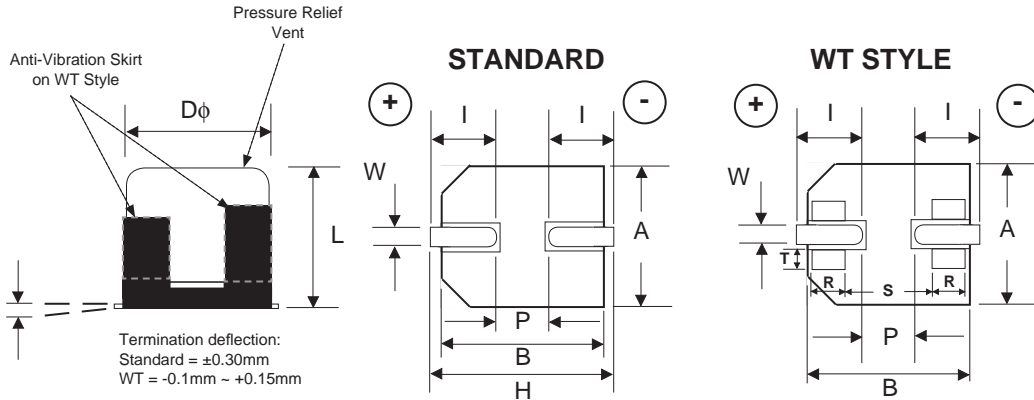 Pressure Relief
Vent
Anti-Vibration Skirt
on WT Style
Dϕ
L
Termination deflection:
Standard = ±0.30mm
WT = -0.1mm ~ +0.15mm
STANDARD
+
-
I
I
W
A
P
B
H
WT STYLE
+
-
I
I
W
A
T
R
S
R
P
B